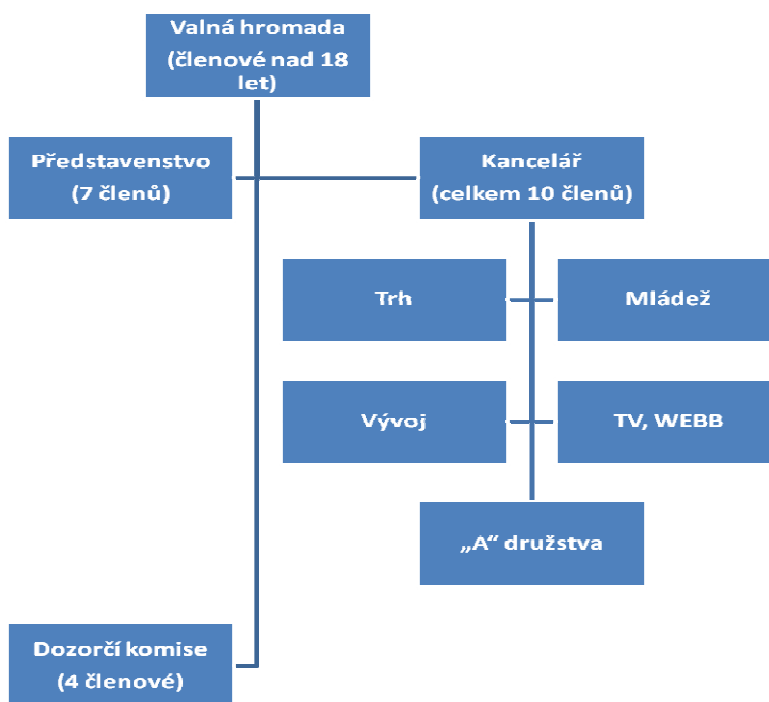 Valná hromada
(členové nad 18
let)
Představenstvo
(7 členů)
Kancelář
(celkem 10 členů)
Trh
Mládež
Vývoj
TV, WEBB
„A“ družstva
Dozorčí komise
(4 členové)